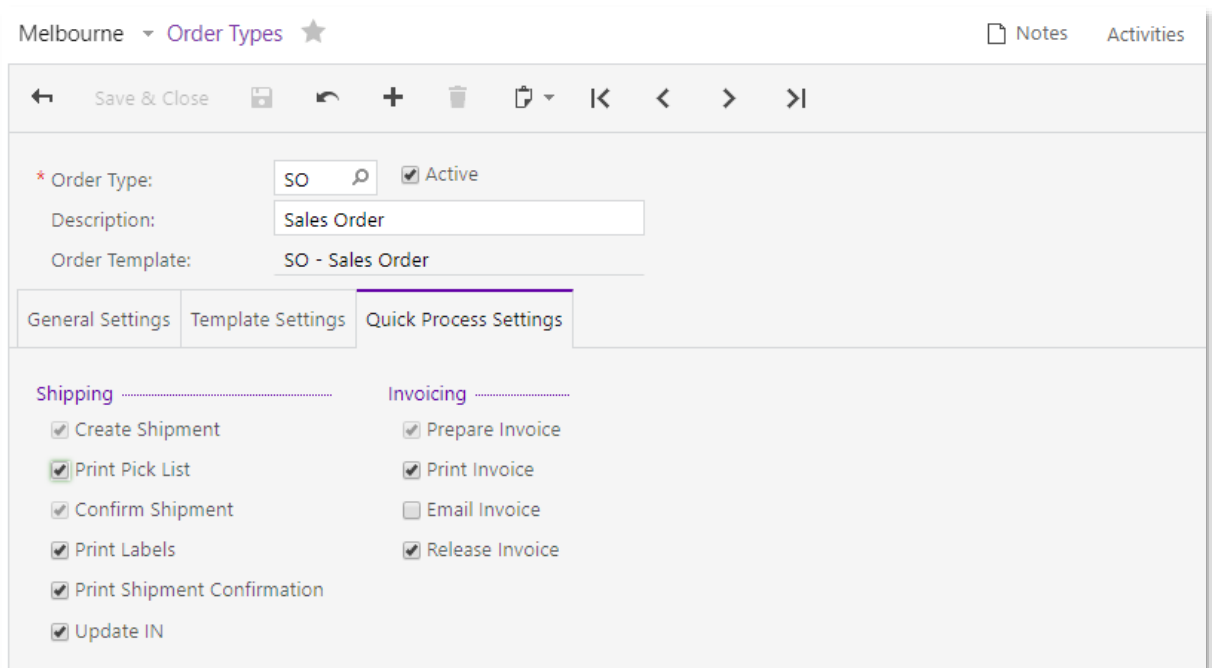 Melbourne Order Types Notes Activities
Save & Close
* Order Type: SO Active
Description: Sales Order
Order Template: SO - Sales Order
General Settings Template Settings Quick Process Settings
Shipping Invoicing
Create Shipment Prepare Invoice
Print Pick List Print Invoice
Confirm Shipment Email Invoice
Print Labels Release Invoice
Print Shipment Confirmation
Update IN